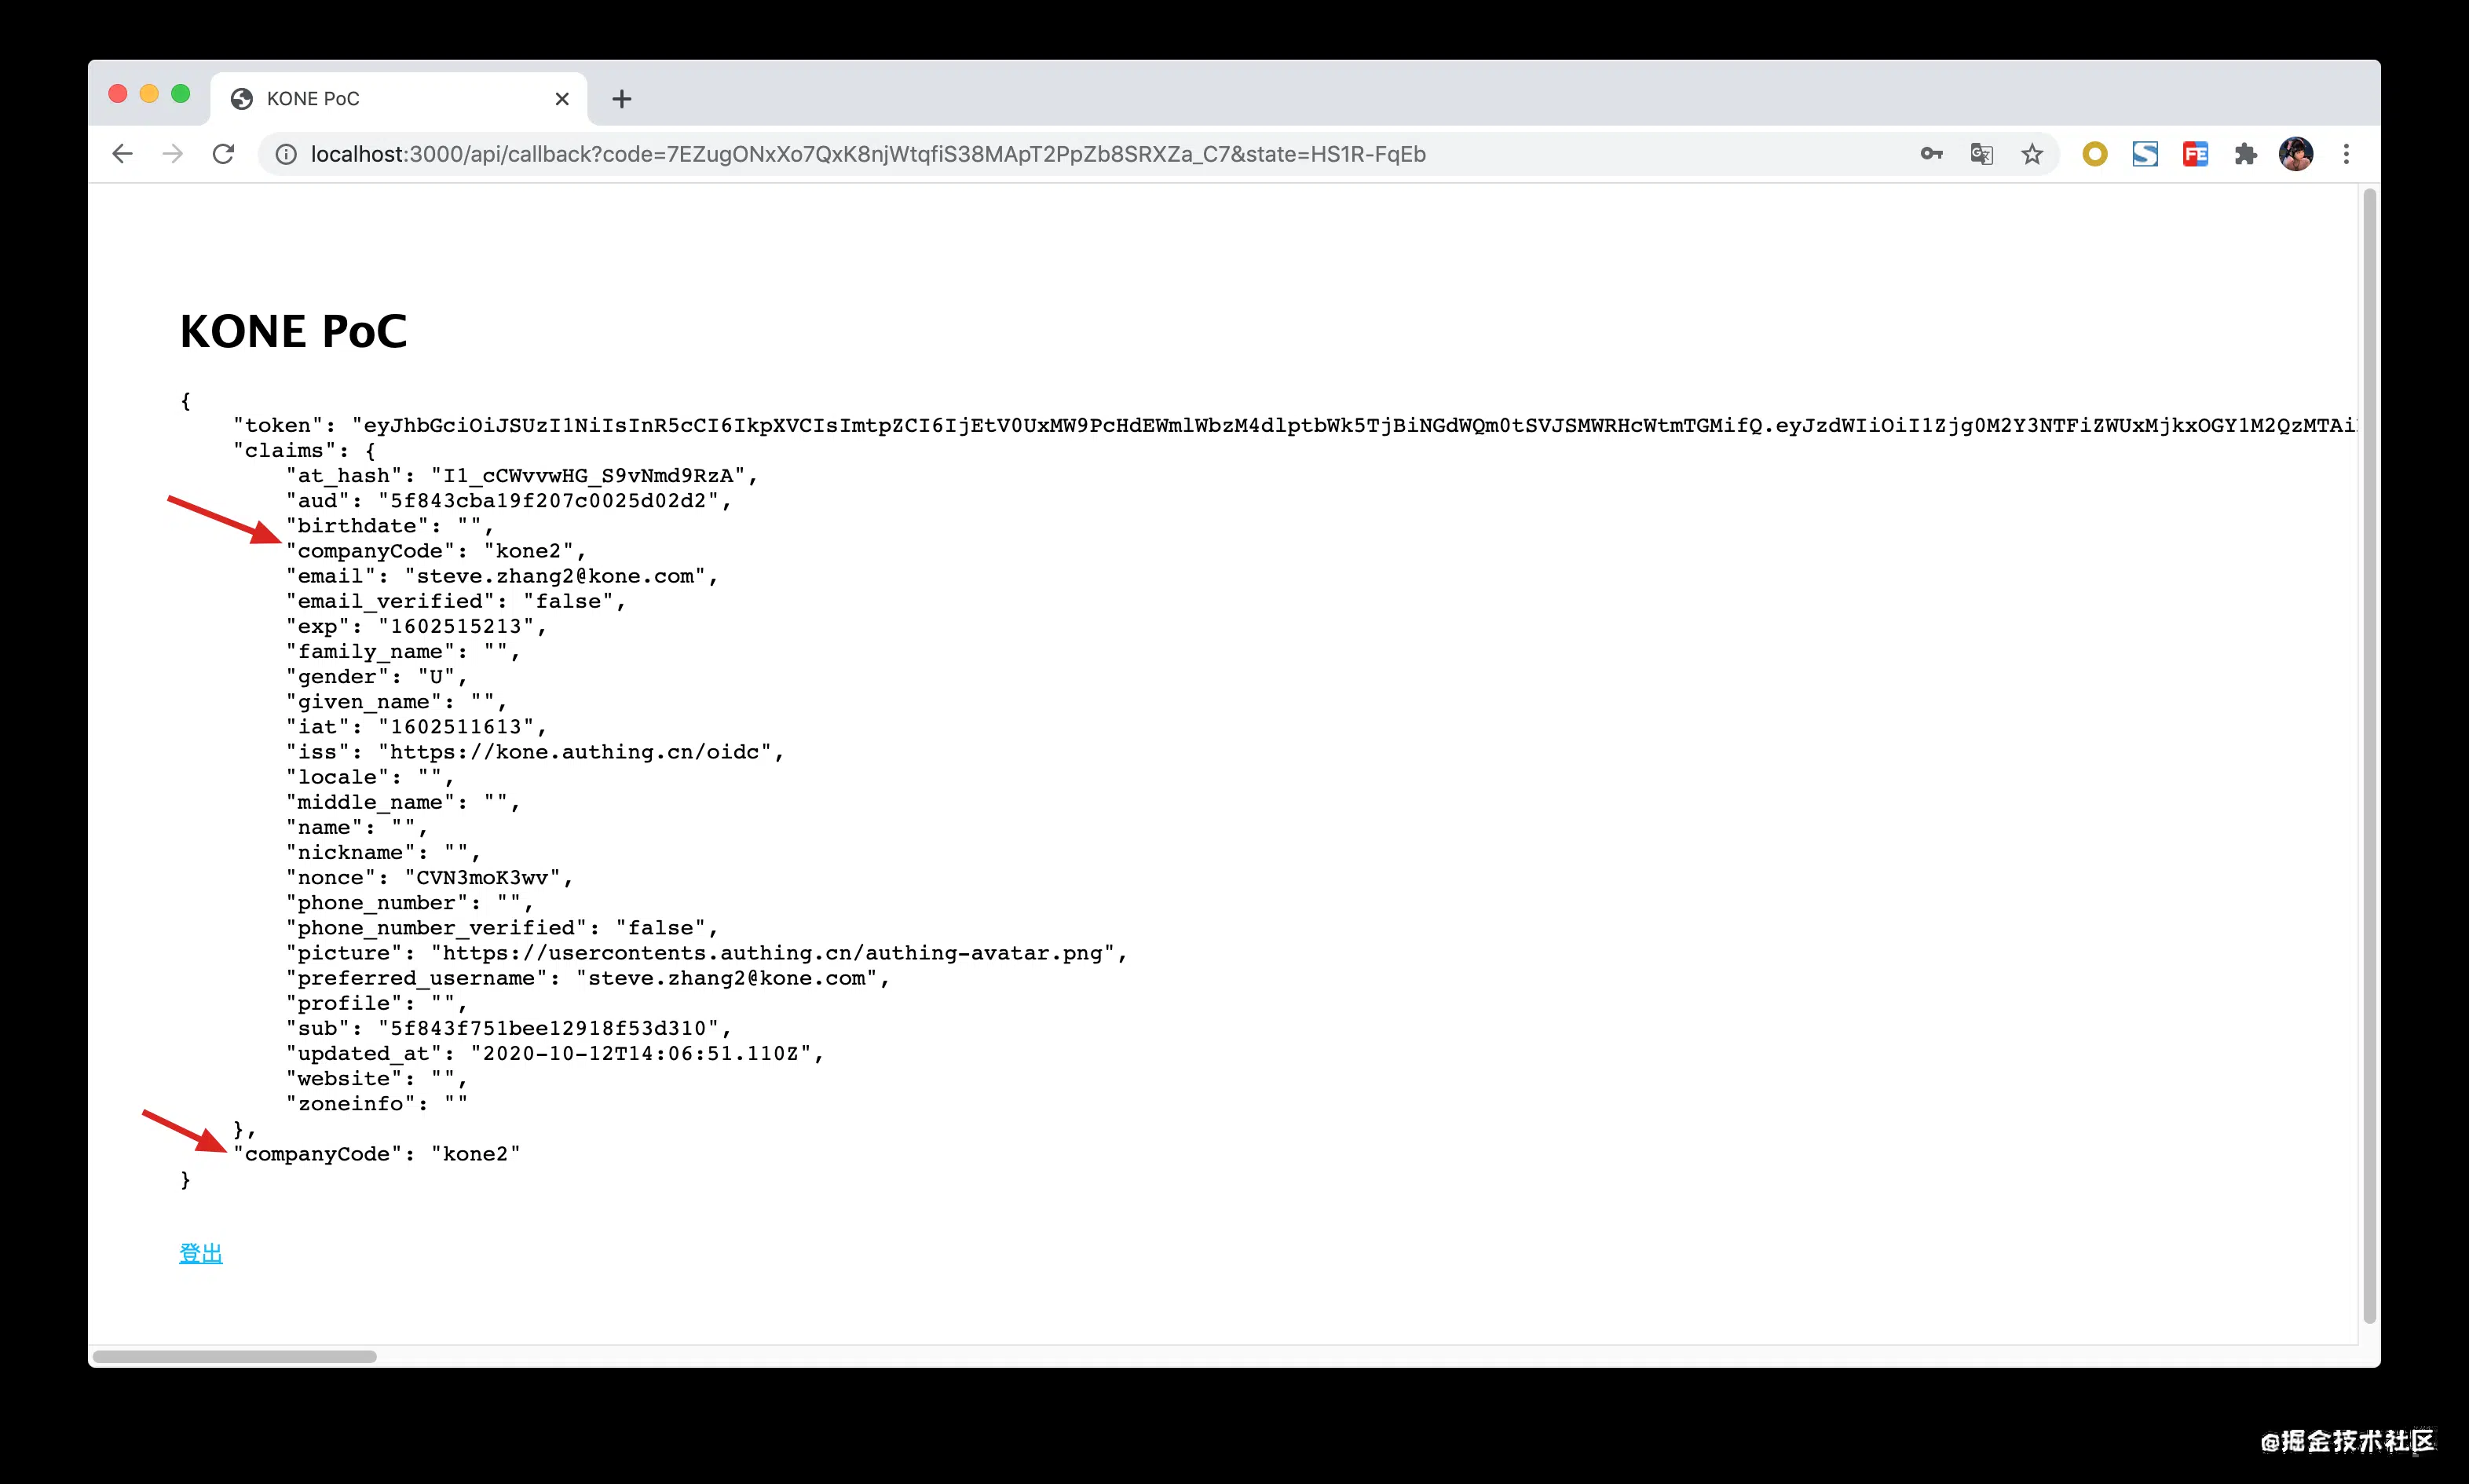 KONE PoC
localhost:3000/api/callback?code=7EZugONxXo7QxK8njWtqfiS38MApT2PpZb8SRXZa_C7&state=HS1R-FqEb
FE
KONE PoC
{
"token": "eyJhbGciOiJSUzI1NiIsInR5cCI6IkpXVCIsImtpZCI6IjEtV0UxMW9PcHdEWmlWbzM4dlptbWk5TjBiNGdWQm0tSVJSMWRHcWtmTGMifQ.eyJzdWIiOiI1Zjg0M2Y3NTFiZWUxMjkxOGY1M2QzMTAi
"claims": {
"at_hash": "I1_cCWvvwHG_S9vNmd9RzA",
"aud": "5f843cba19f207c0025d02d2",
"birthdate": "",
"companyCode": "kone2",
"email": "steve.zhang2@kone.com",
"email_verified": "false",
"exp": "1602515213",
"family_name": "",
"gender": "U",
"given_name": "",
"iat": "1602511613",
"iss": "https://kone.authing.cn/oidc",
"locale": "",
"middle_name": "",
"name": "",
"nickname": "",
"nonce": "CVN3moK3wv",
"phone_number": "",
"phone_number_verified": "false",
"picture": "https://usercontents.authing.cn/authing-avatar.png",
"preferred_username": "steve.zhang2@kone.com",
"profile": "",
"sub": "5f843f751bee12918f53d310",
"updated_at": "2020-10-12T14:06:51.110Z",
"website": "",
"zoneinfo": ""
},
"companyCode": "kone2"
}
登出
@掘金技术社区